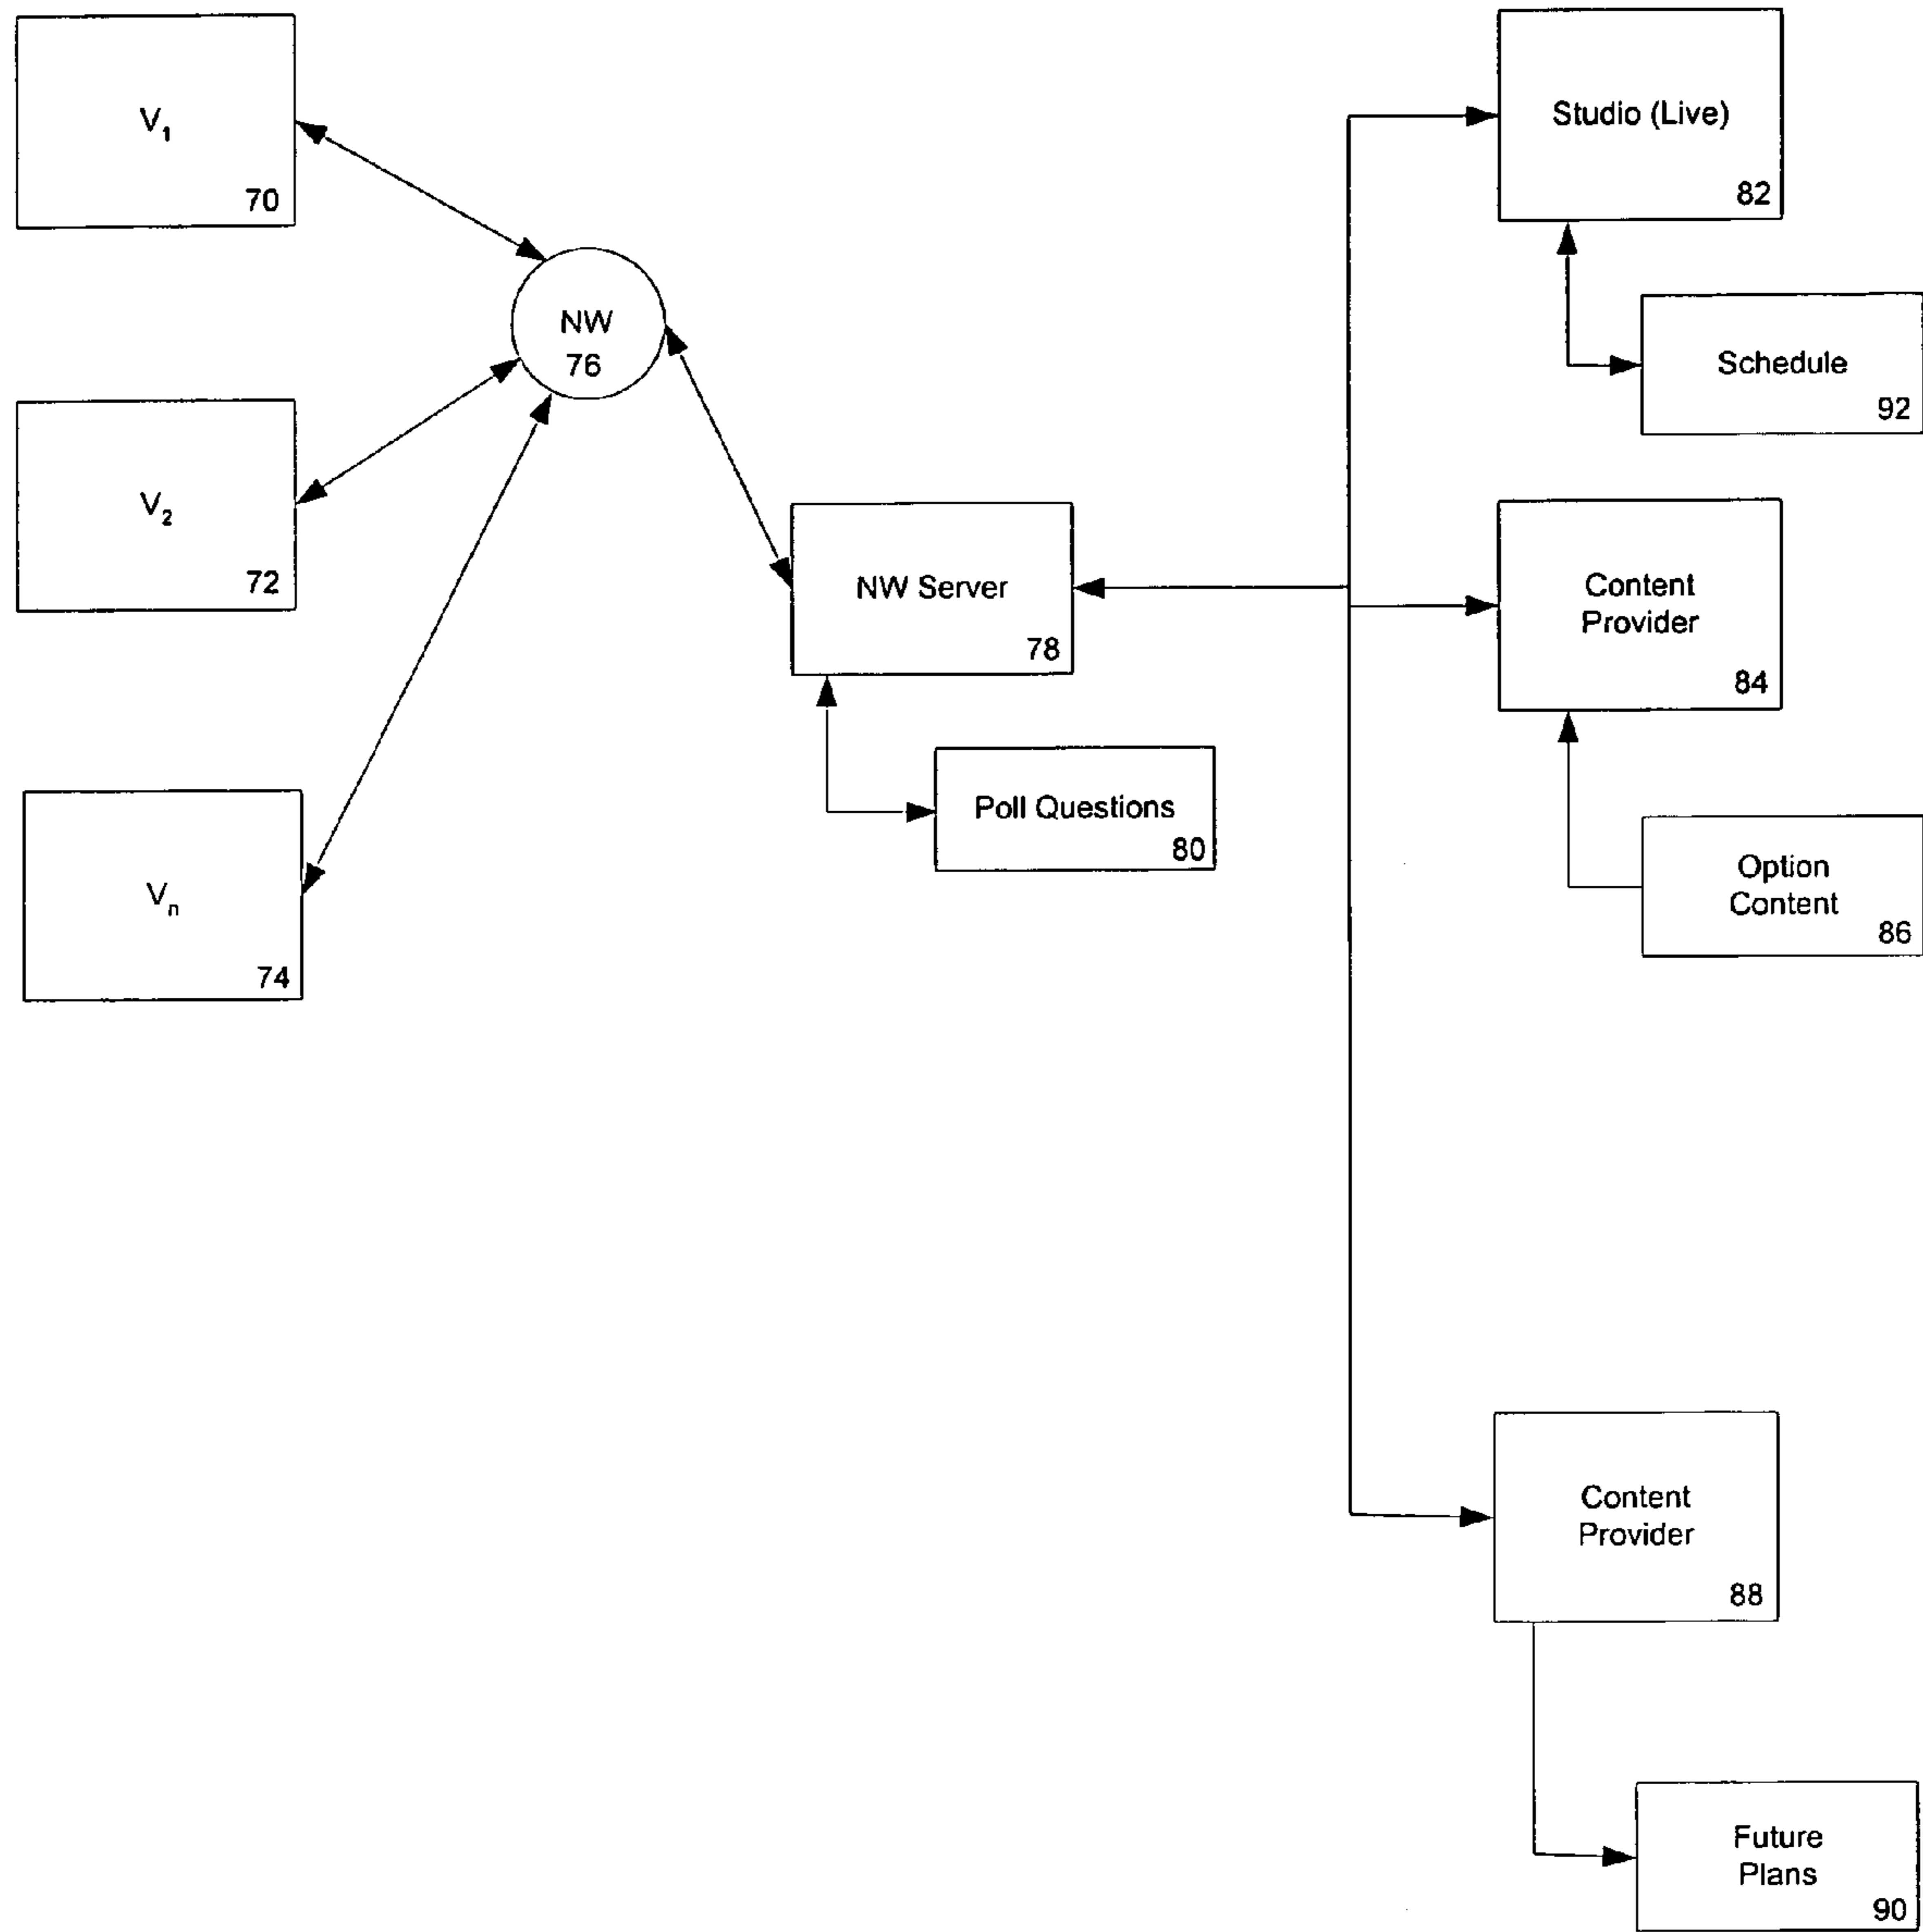 V₁
70
V₂
72
Vₙ
74
NW
76
NW Server
78
Poll Questions
80
Studio (Live)
82
Schedule
92
Content
Provider
84
Option
Content
86
Content
Provider
88
Future
Plans
90